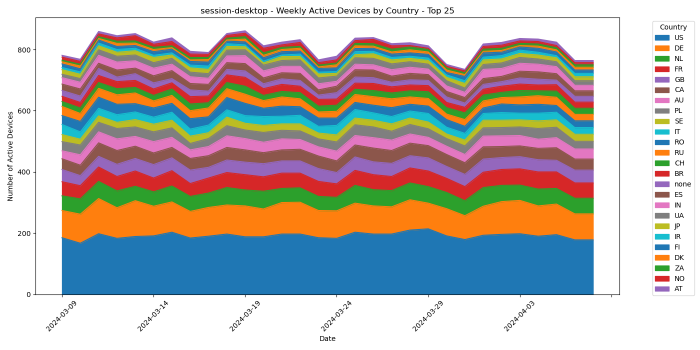 session-desktop - Weekly Active Devices by Country - Top 25
Number of Active Devices
800
600
400
200
0
2024-03-09
2024-03-14
2024-03-19
2024-03-24
2024-03-29
2024-04-03
Date
Country
US
DE
NL
FR
GB
CA
AU
PL
SE
IT
RO
RU
CH
BR
none
ES
IN
UA
JP
IR
FI
DK
ZA
NO
AT